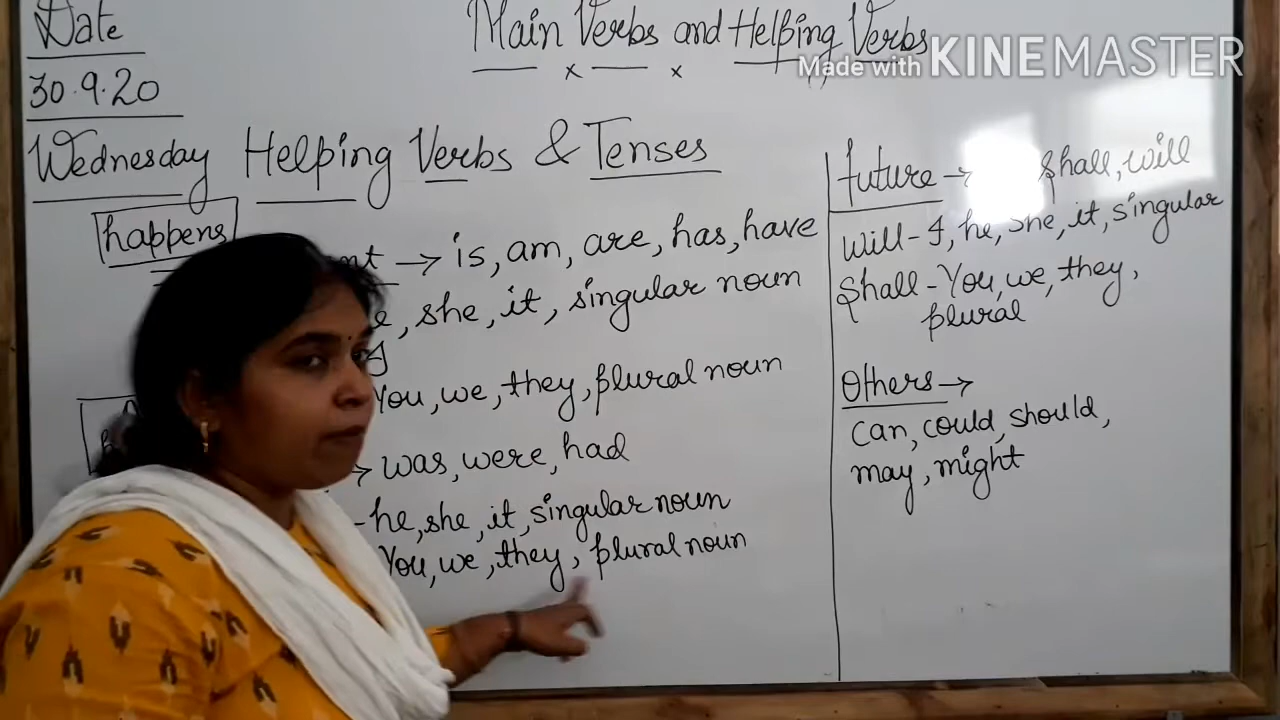 Date
30.9.20
Wednesday
Main Verbs and Helping Verbs
Made with KINEMASTER
Helping Verbs & Tenses
happens
→ is, am, are, has, have
she, it, singular noun
I
You, we, they, plural noun
→ was, were, had
- he, she, it, singular noun
You, we, they, plural noun
future → shall, will
will - I, he, she, it, singular
shall - You, we, they,
plural
Others →
can, could, should,
may, might